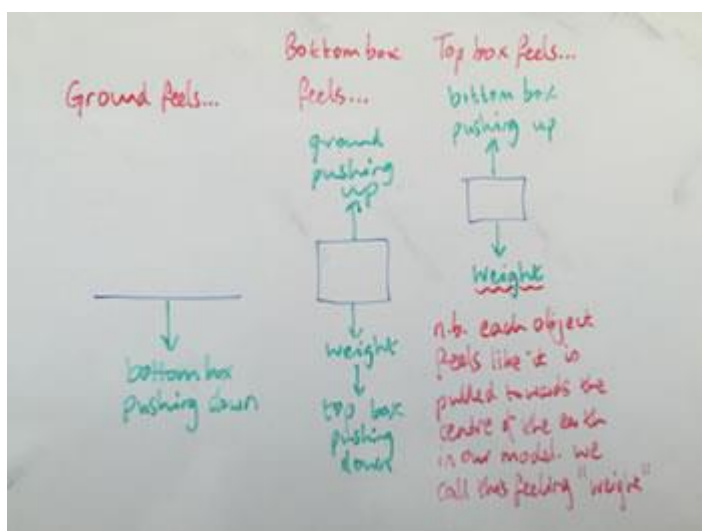 Ground feels...
bottom box
pushing down
Bottom box
feels...
ground
pushing
up
weight
top box
pushing
down
Top box feels...
bottom box
pushing up
weight
n.b. each object
feels like it is
pulled towards the
centre of the earth
in our model. we
call this feeling "weight"